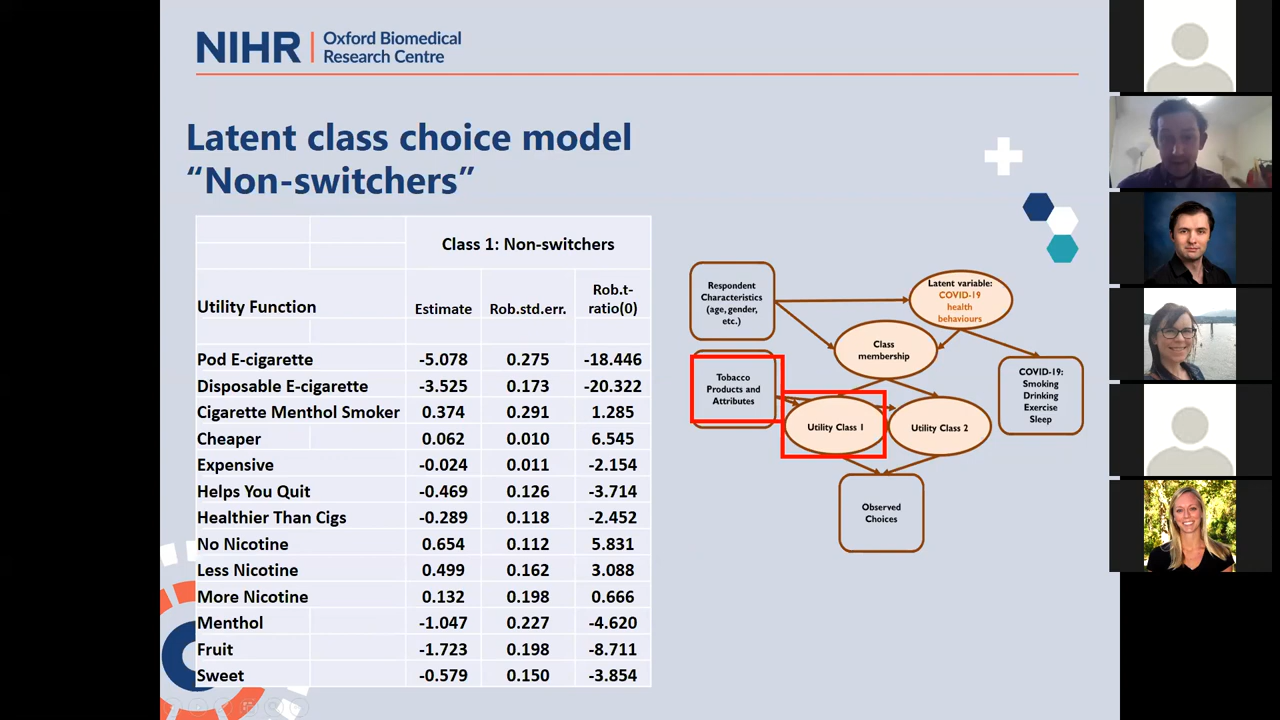 NIHR | Oxford Biomedical
Research Centre
Latent class choice model
“Non-switchers”
Class 1: Non-switchers
Utility Function Estimate Rob.std.err. Rob.t-
ratio(0)
Pod E-cigarette -5.078 0.275 -18.446
Disposable E-cigarette -3.525 0.173 -20.322
Cigarette Menthol Smoker 0.374 0.291 1.285
Cheaper 0.062 0.010 6.545
Expensive -0.024 0.011 -2.154
Helps You Quit -0.469 0.126 -3.714
Healthier Than Cigs -0.289 0.118 -2.452
No Nicotine 0.654 0.112 5.831
Less Nicotine 0.499 0.162 3.088
More Nicotine 0.132 0.198 0.666
Menthol -1.047 0.227 -4.620
Fruit -1.723 0.198 -8.711
Sweet -0.579 0.150 -3.854
Respondent
Characteristics
(age, gender,
etc.)
Latent variable:
COVID-19
health
behaviours
Class
membership
Tobacco
Products and
Attributes
COVID-19:
Smoking
Drinking
Exercise
Sleep
Utility Class 1
Utility Class 2
Observed
Choices